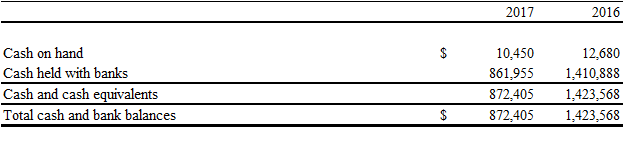 2017 2016
Cash on hand $ 10,450 12,680
Cash held with banks 861,955 1,410,888
Cash and cash equivalents 872,405 1,423,568
Total cash and bank balances $ 872,405 1,423,568